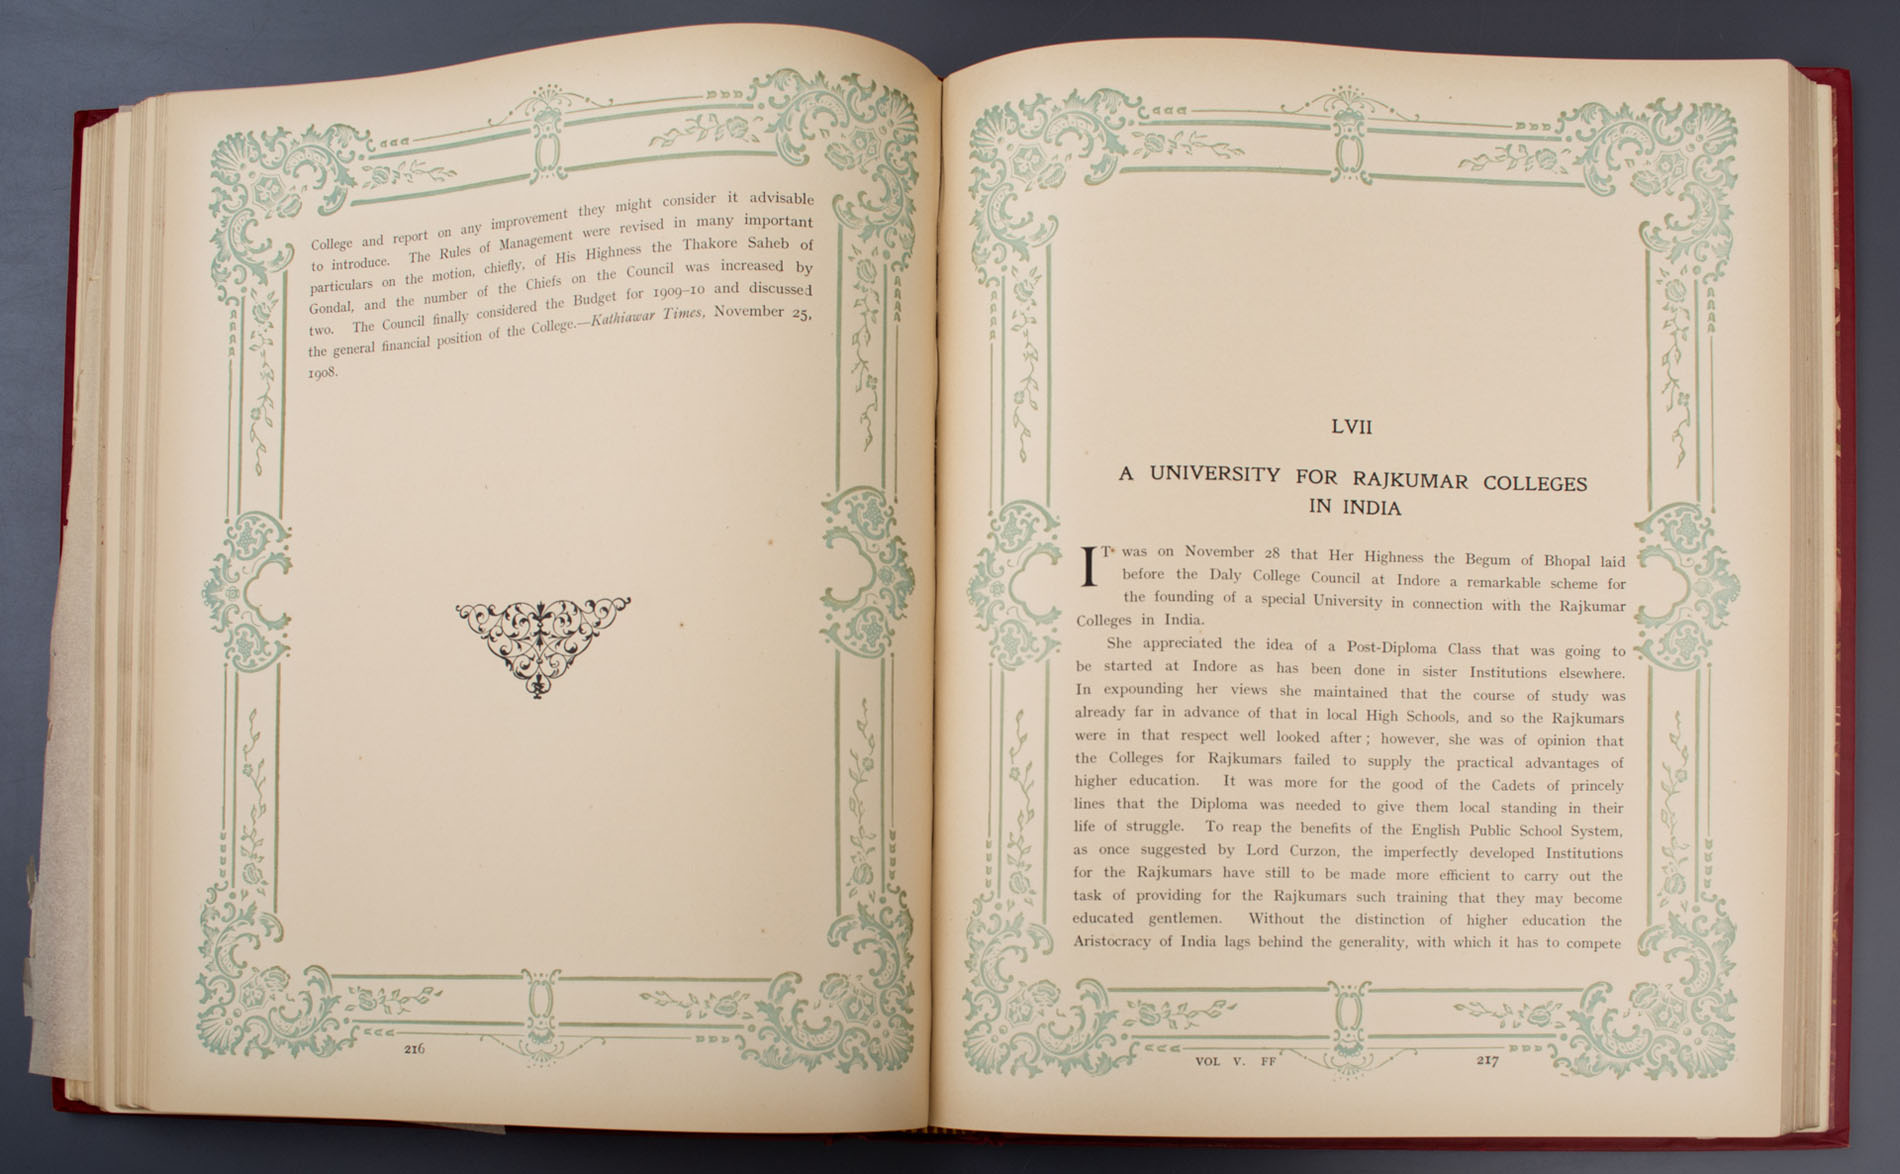 College and report on any improvement they might consider it advisable
to introduce. The Rules of Management were revised in many important
particulars on the motion, chiefly, of His Highness the Thakore Saheb of
Gondal, and the number of the Chiefs on the Council was increased by
two. The Council finally considered the Budget for 1909–10 and discussed
the general financial position of the College.—Kathiawar Times, November 25,
1908.
216
LVII
A UNIVERSITY FOR RAJKUMAR COLLEGES
IN INDIA
IT was on November 28 that Her Highness the Begum of Bhopal laid
before the Daly College Council at Indore a remarkable scheme for
the founding of a special University in connection with the Rajkumar
Colleges in India.
She appreciated the idea of a Post-Diploma Class that was going to
be started at Indore as has been done in sister Institutions elsewhere.
In expounding her views she maintained that the course of study was
already far in advance of that in local High Schools, and so the Rajkumars
were in that respect well looked after; however, she was of opinion that
the Colleges for Rajkumars failed to supply the practical advantages of
higher education. It was more for the good of the Cadets of princely
lines that the Diploma was needed to give them local standing in their
life of struggle. To reap the benefits of the English Public School System,
as once suggested by Lord Curzon, the imperfectly developed Institutions
for the Rajkumars have still to be made more efficient to carry out the
task of providing for the Rajkumars such training that they may become
educated gentlemen. Without the distinction of higher education the
Aristocracy of India lags behind the generality, with which it has to compete
VOL V. FF 217